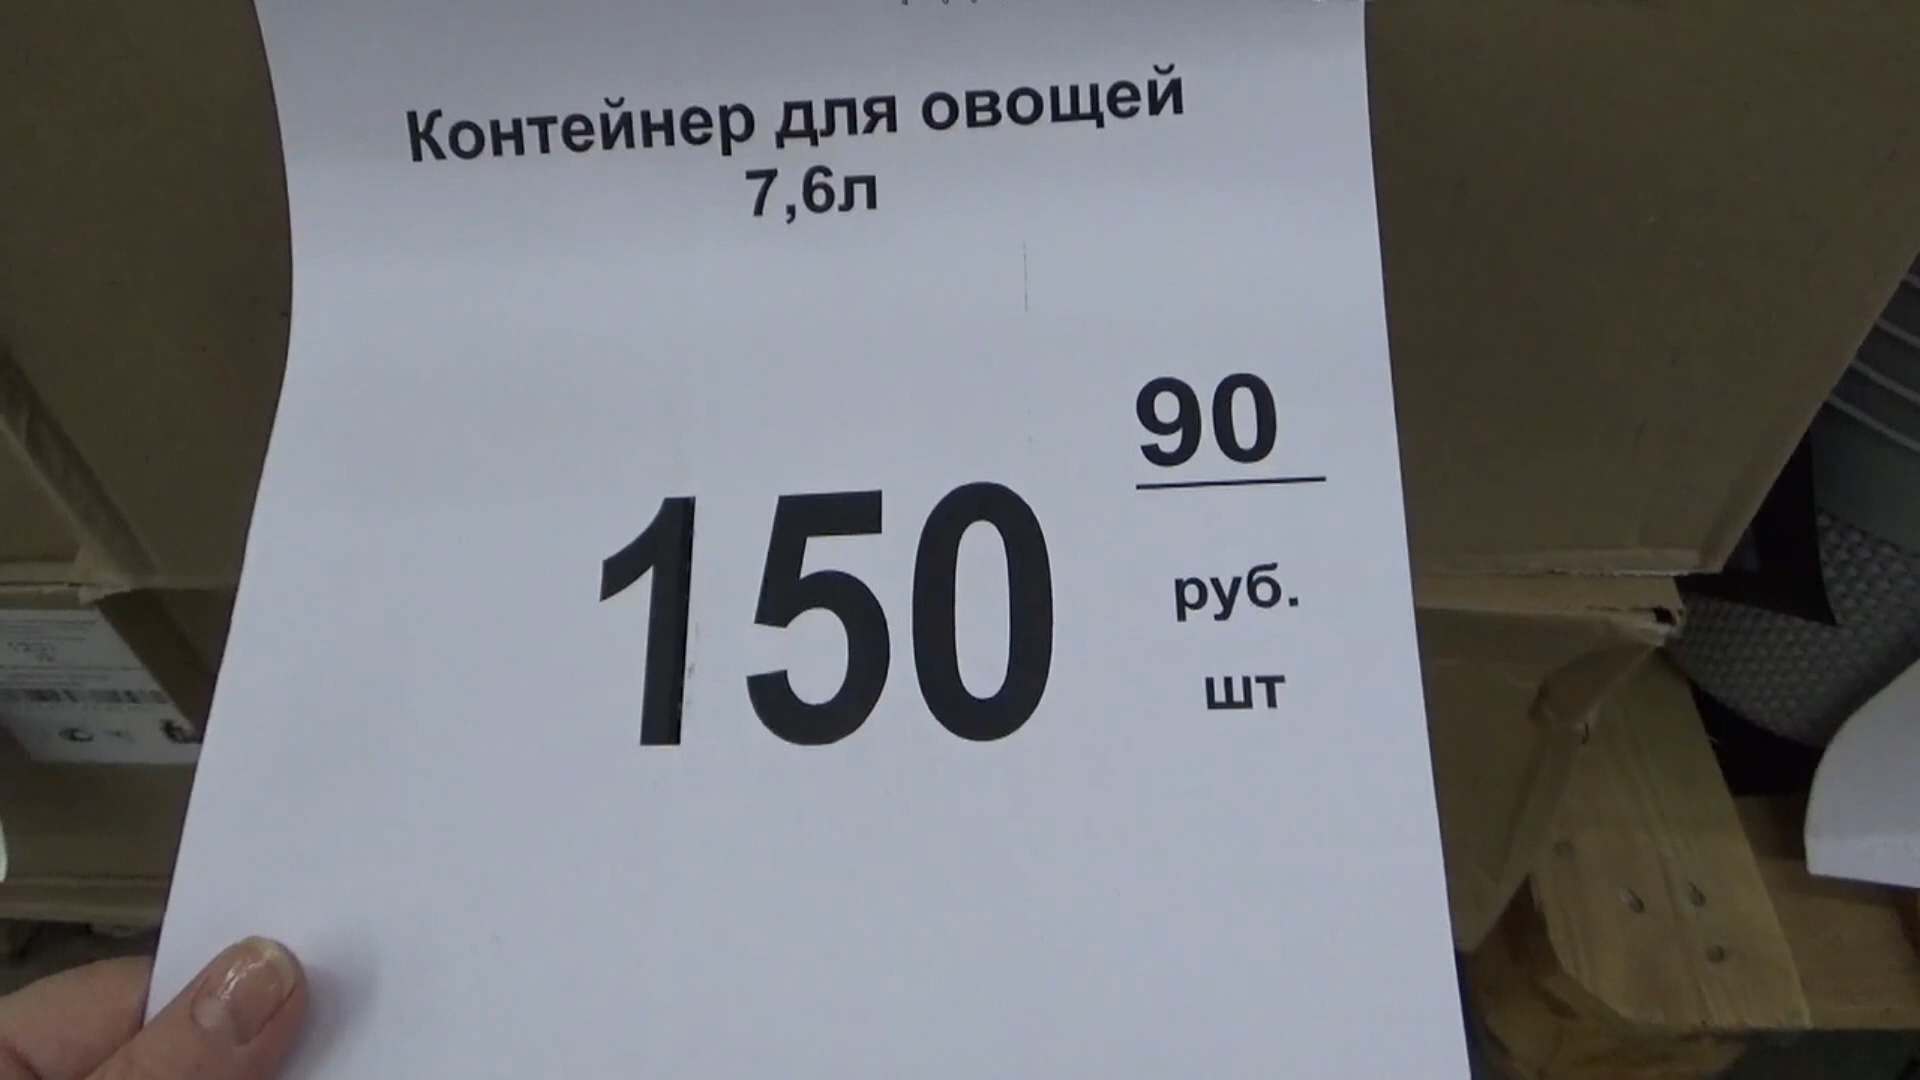 Контейнер для овощей
7,6л
150
90
руб.
шт